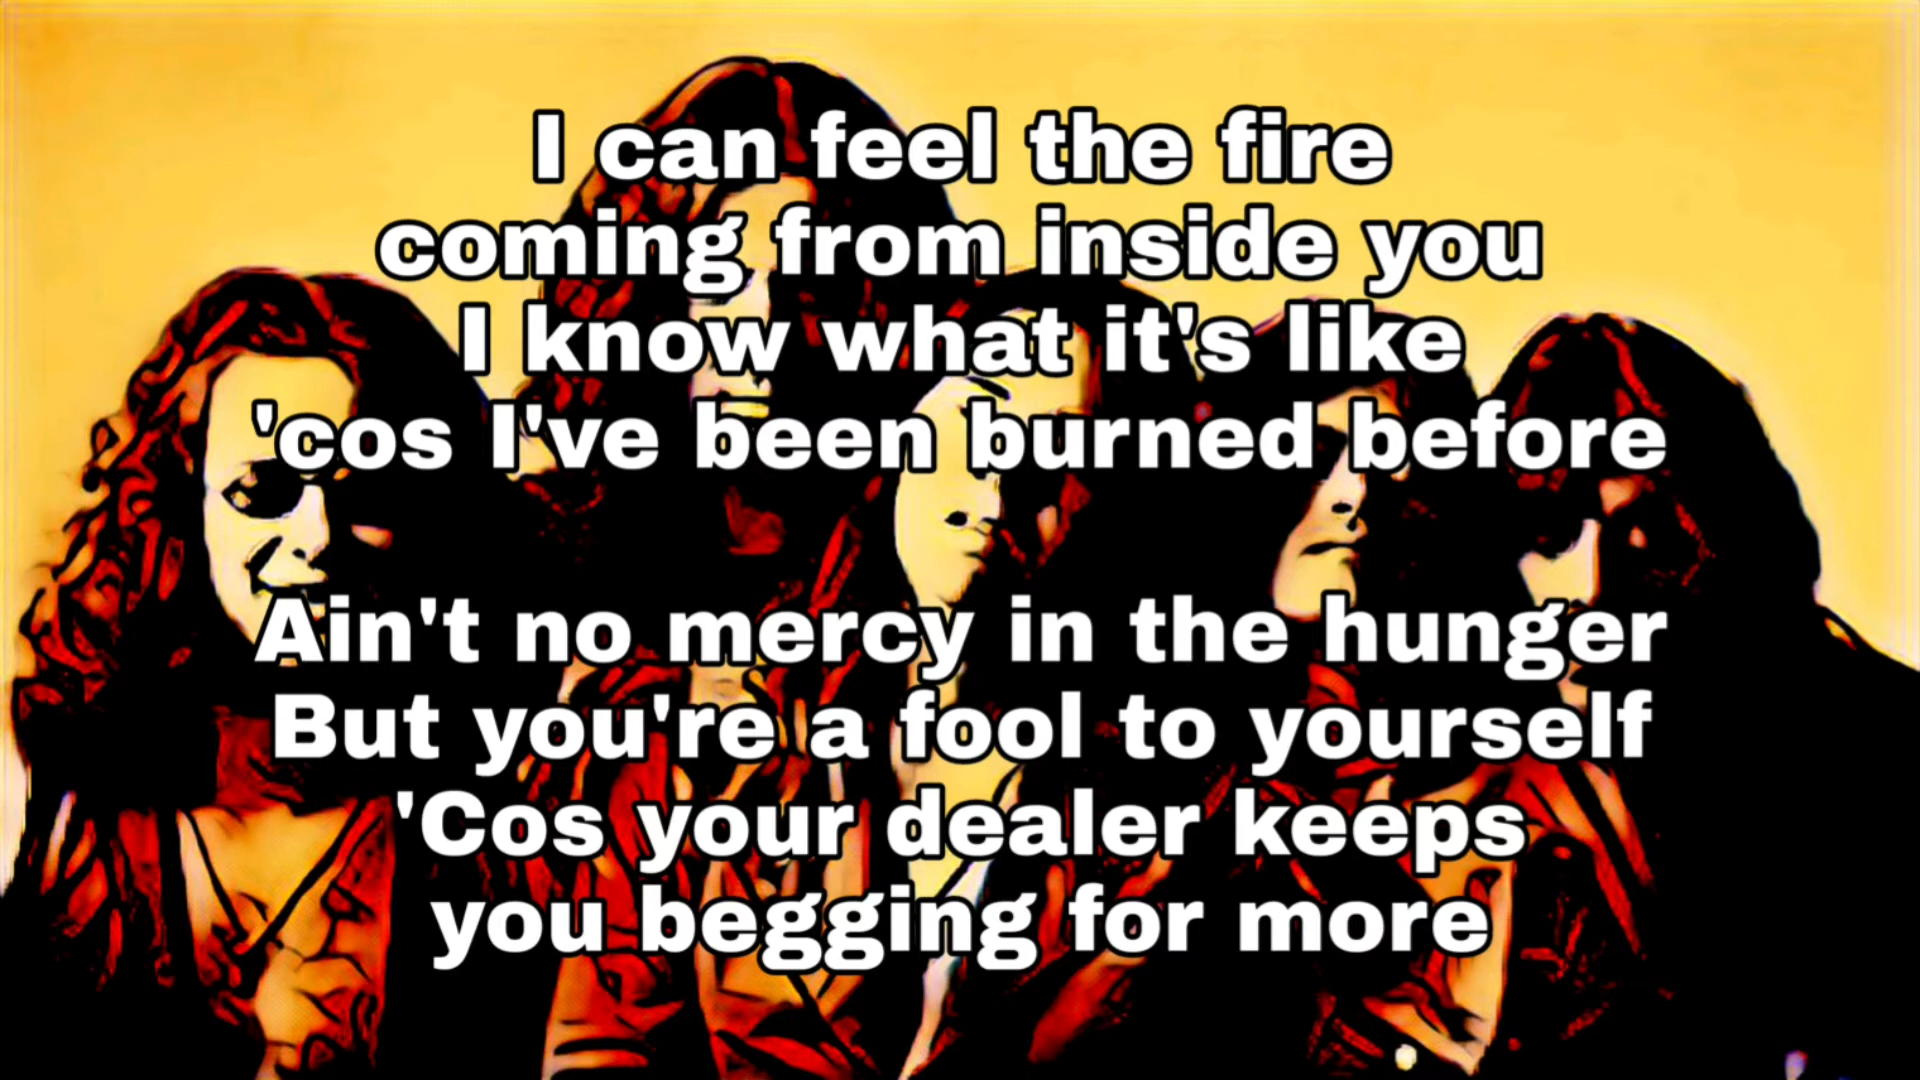 I can feel the fire
coming from inside you
I know what it's like
'cos I've been burned before
Ain't no mercy in the hunger
But you're a fool to yourself
'Cos your dealer keeps
you begging for more